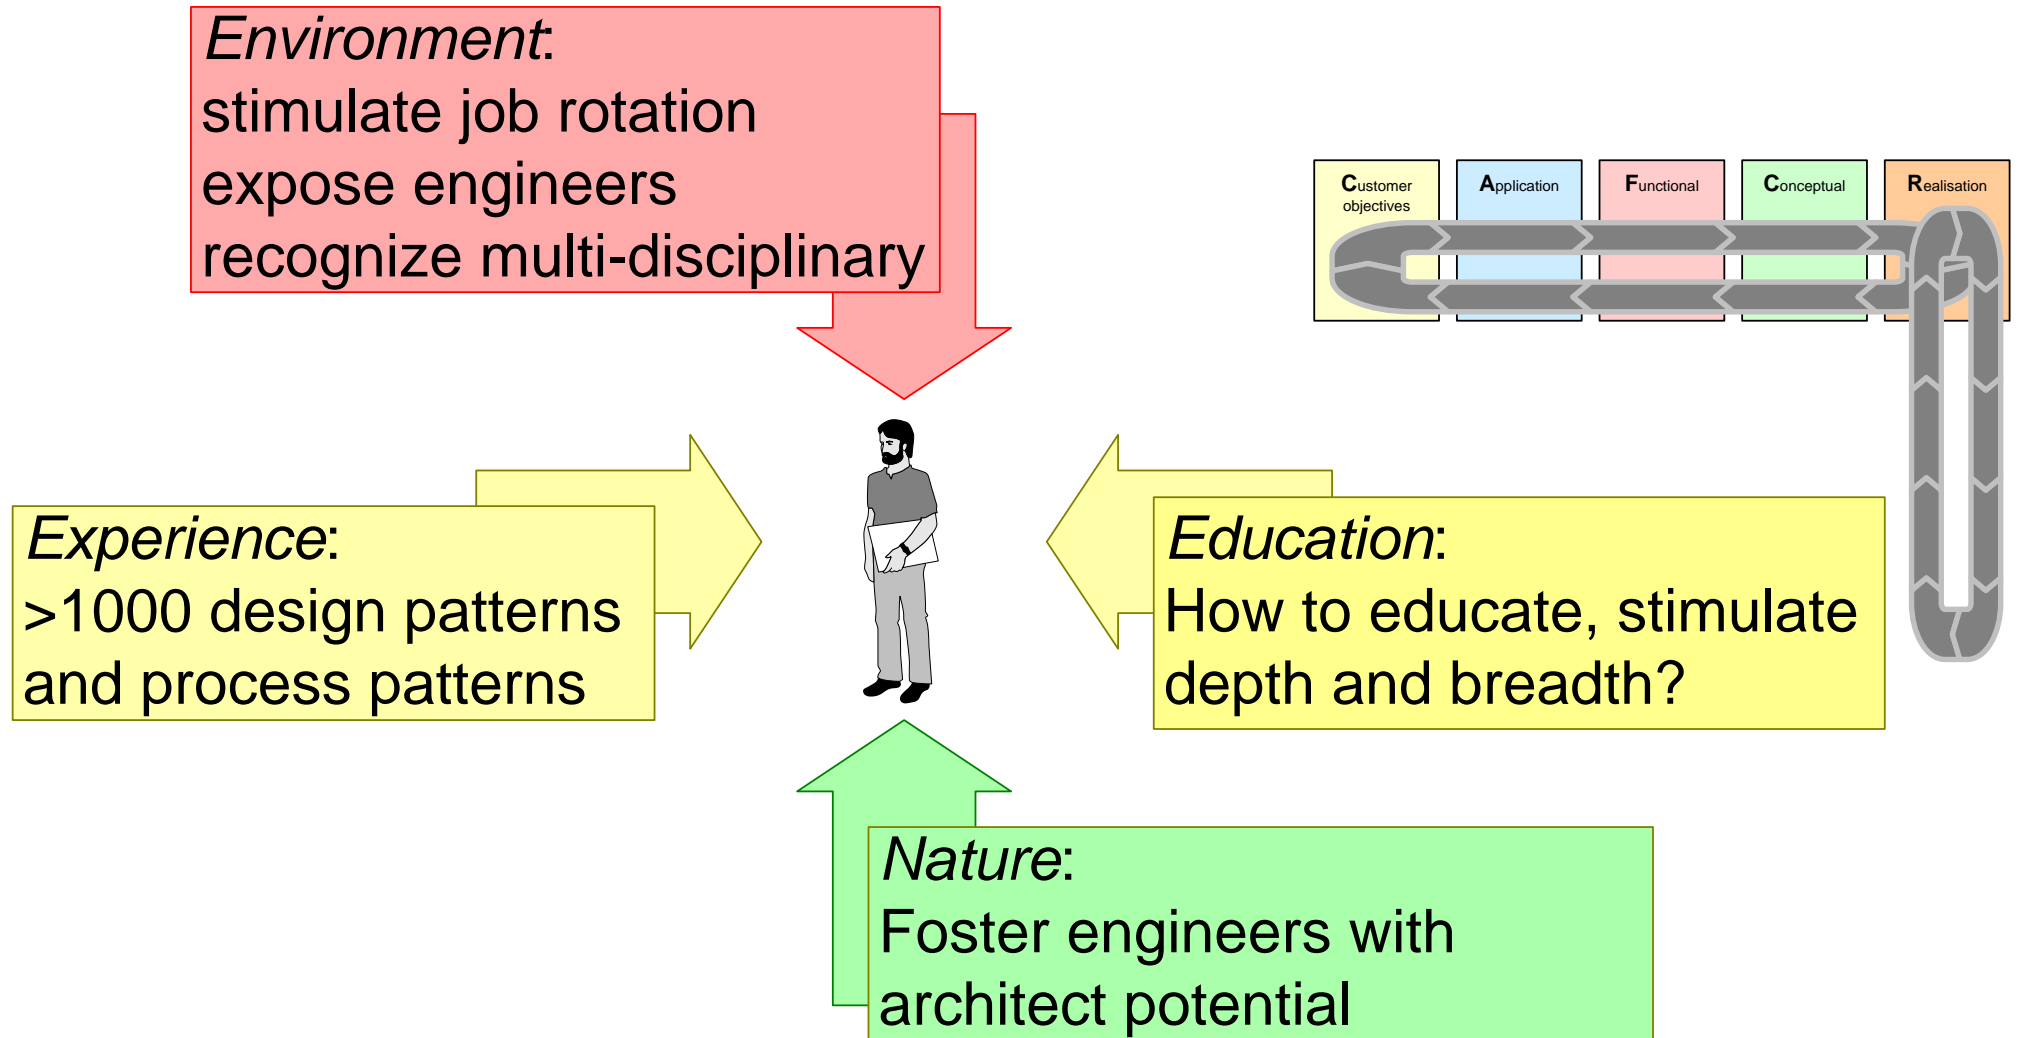 Environment:
stimulate job rotation
expose engineers
recognize multi-disciplinary
Customer
objectives
Application
Functional
Conceptual
Realisation
Experience:
>1000 design patterns
and process patterns
Education:
How to educate, stimulate
depth and breadth?
Nature:
Foster engineers with
architect potential